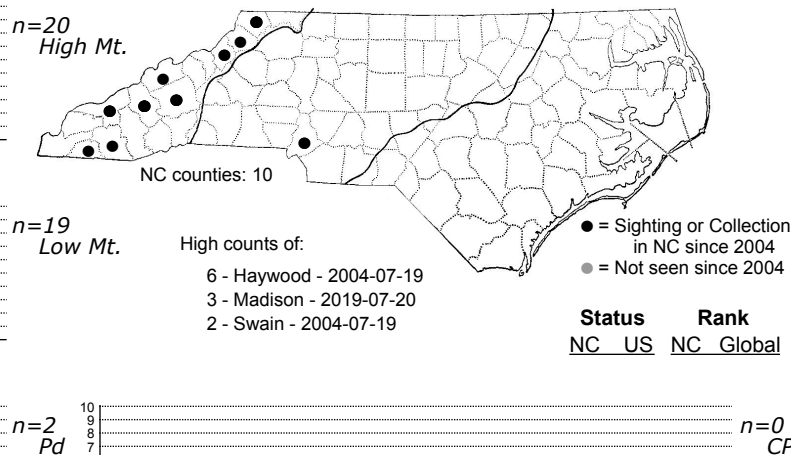 n=20
High Mt.
NC counties: 10
n=19
Low Mt.
High counts of:
6 - Haywood - 2004-07-19
3 - Madison - 2019-07-20
2 - Swain - 2004-07-19
● = Sighting or Collection
in NC since 2004
● = Not seen since 2004
Status Rank
NC US NC Global
n=2
Pd
10
9
8
7
n=0
CP